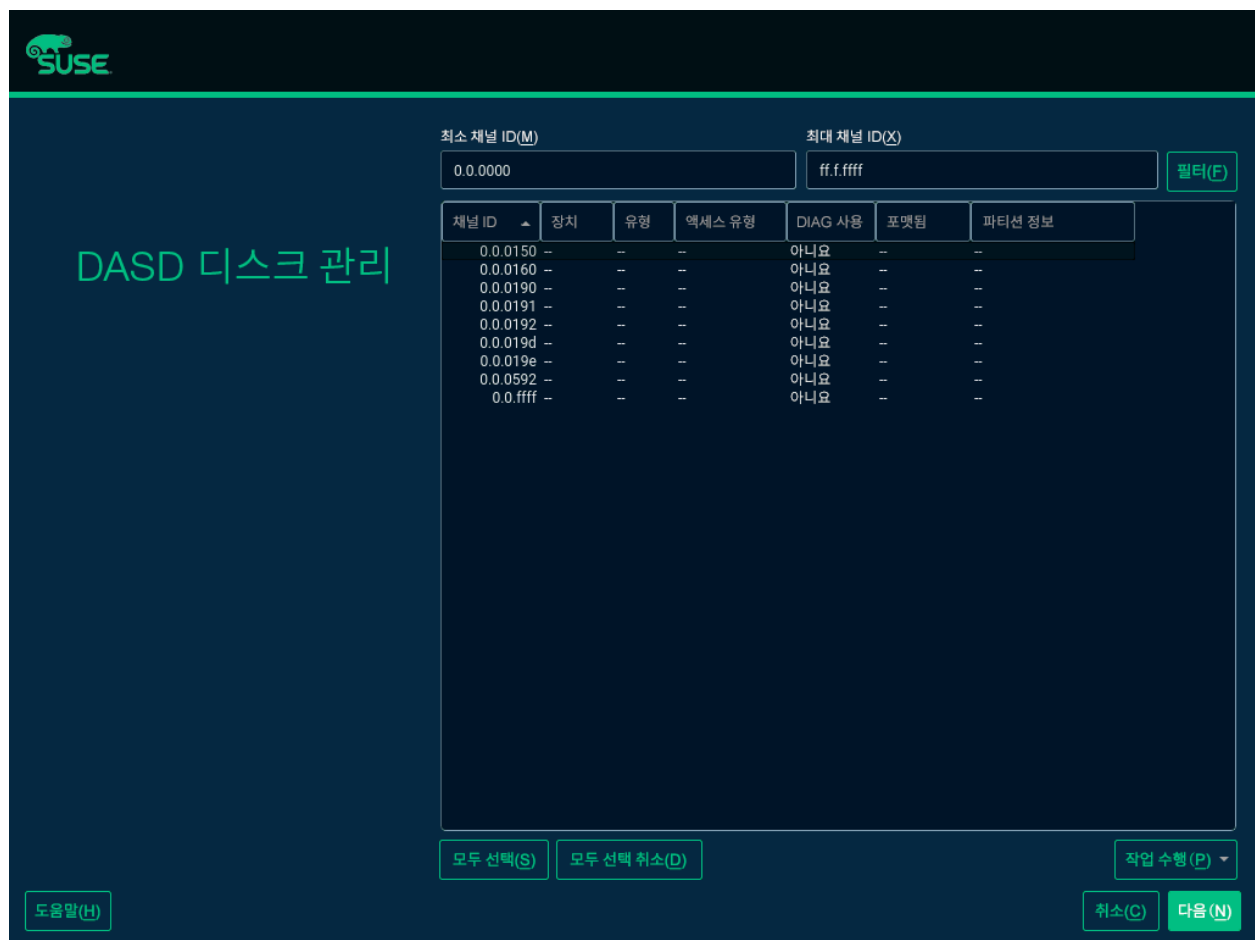 SUSE
최소 채널 ID(M)
최대 채널 ID(X)
0.0.0000
ff.f.ffff
필터(F)
채널 ID 장치 유형 액세스 유형 DIAG 사용 포맷됨 파티션 정보
DASD 디스크 관리
0.0.0150 -- -- -- 아니요 -- --
0.0.0160 -- -- -- 아니요 -- --
0.0.0190 -- -- -- 아니요 -- --
0.0.0191 -- -- -- 아니요 -- --
0.0.0192 -- -- -- 아니요 -- --
0.0.019d -- -- -- 아니요 -- --
0.0.019e -- -- -- 아니요 -- --
0.0.0592 -- -- -- 아니요 -- --
0.0.ffff -- -- -- 아니요 -- --
모두 선택(S)
모두 선택 취소(D)
작업 수행(P)
도움말(H)
취소(C)
다음(N)